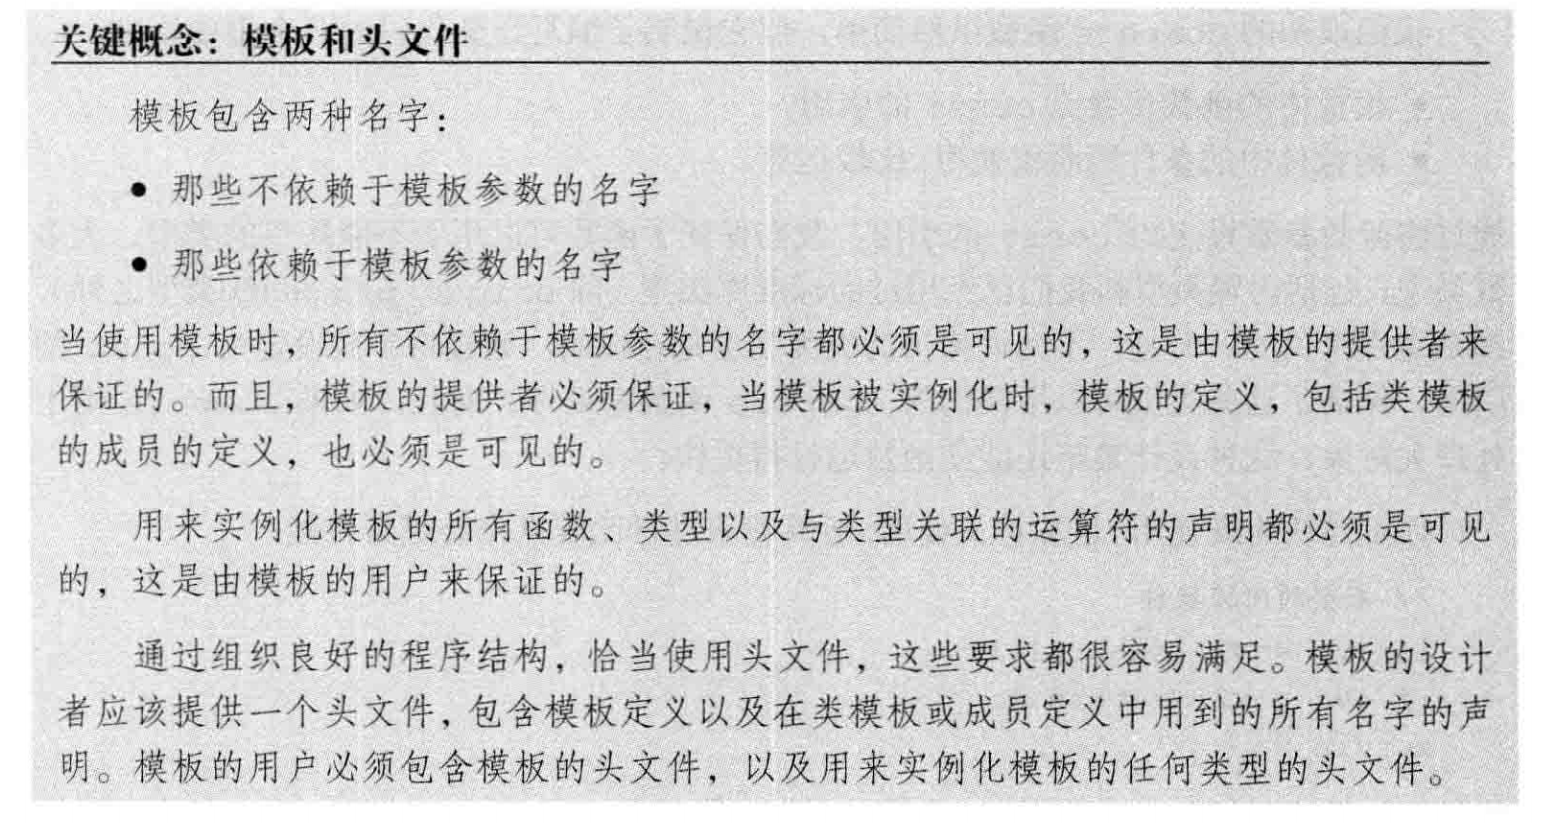 关键概念：模板和头文件
模板包含两种名字：
• 那些不依赖于模板参数的名字
• 那些依赖于模板参数的名字
当使用模板时，所有不依赖于模板参数的名字都必须是可见的，这是由模板的提供者来
保证的。而且，模板的提供者必须保证，当模板被实例化时，模板的定义，包括类模板
的成员的定义，也必须是可见的。
用来实例化模板的所有函数、类型以及与类型关联的运算符的声明都必须是可见
的，这是由模板的用户来保证的。
通过组织良好的程序结构，恰当使用头文件，这些要求都很容易满足。模板的设计
者应该提供一个头文件，包含模板定义以及在类模板或成员定义中用到的所有名字的声
明。模板的用户必须包含模板的头文件，以及用来实例化模板的任何类型的头文件。